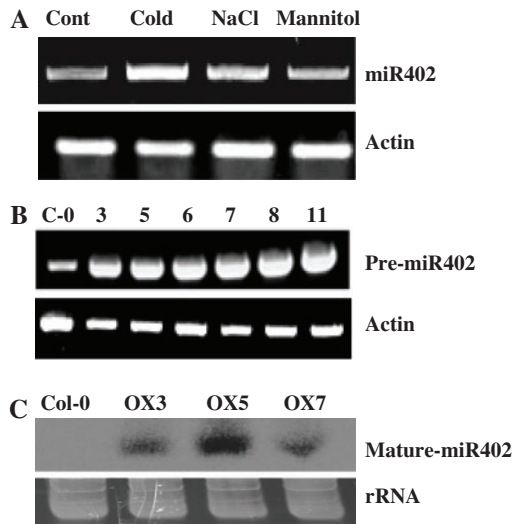 A Cont Cold NaCl Mannitol
miR402
Actin
B C-0 3 5 6 7 8 11
Pre-miR402
Actin
C Col-0 OX3 OX5 OX7
Mature-miR402
rRNA